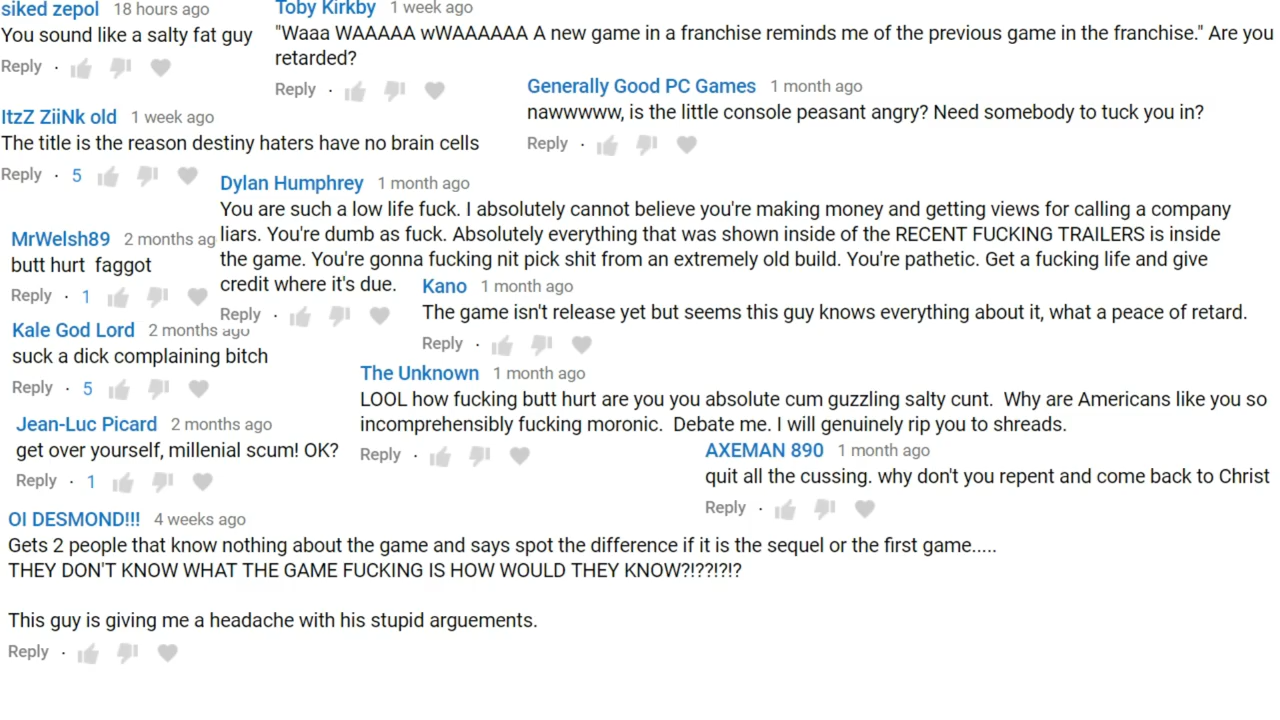 siked zepol 18 hours ago
You sound like a salty fat guy
Reply ·
Toby Kirkby 1 week ago
"Waaa WAAAAA wWAAAAAA A new game in a franchise reminds me of the previous game in the franchise." Are you
retarded?
Reply ·
Generally Good PC Games 1 month ago
nawwwww, is the little console peasant angry? Need somebody to tuck you in?
Reply ·
ItzZ ZiiNk old 1 week ago
The title is the reason destiny haters have no brain cells
Reply · 5
Dylan Humphrey 1 month ago
You are such a low life fuck. I absolutely cannot believe you're making money and getting views for calling a company
liars. You're dumb as fuck. Absolutely everything that was shown inside of the RECENT FUCKING TRAILERS is inside
the game. You're gonna fucking nit pick shit from an extremely old build. You're pathetic. Get a fucking life and give
credit where it's due.
Reply ·
MrWelsh89 2 months ag
butt hurt faggot
Reply · 1
Kano 1 month ago
The game isn't release yet but seems this guy knows everything about it, what a peace of retard.
Reply ·
Kale God Lord 2 months ago
suck a dick complaining bitch
Reply · 5
The Unknown 1 month ago
LOOL how fucking butt hurt are you you absolute cum guzzling salty cunt. Why are Americans like you so
incomprehensibly fucking moronic. Debate me. I will genuinely rip you to shreads.
Reply ·
Jean-Luc Picard 2 months ago
get over yourself, millenial scum! OK?
Reply · 1
AXEMAN 890 1 month ago
quit all the cussing. why don't you repent and come back to Christ
Reply ·
OI DESMOND!!! 4 weeks ago
Gets 2 people that know nothing about the game and says spot the difference if it is the sequel or the first game.....
THEY DON'T KNOW WHAT THE GAME FUCKING IS HOW WOULD THEY KNOW?!??!?!?
This guy is giving me a headache with his stupid arguements.
Reply ·